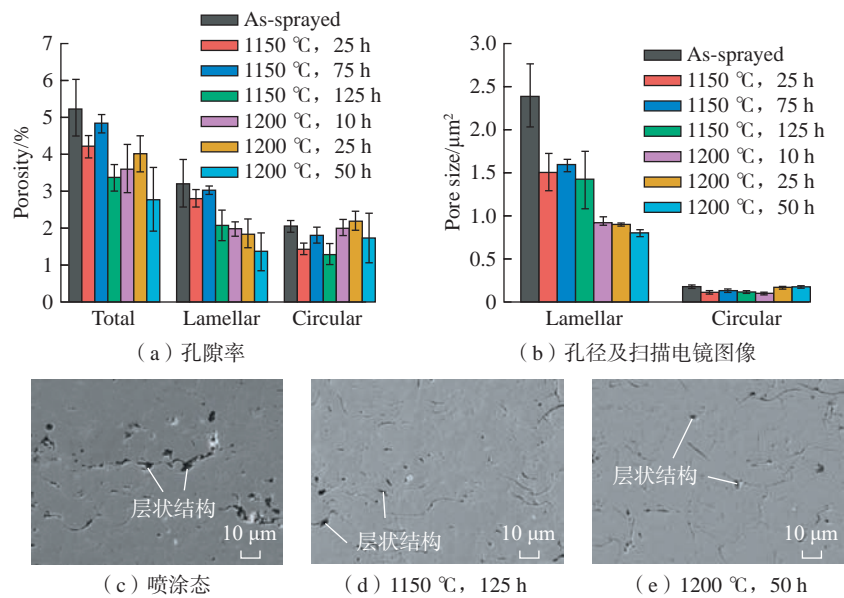 As-sprayed
1150 ℃，25 h
1150 ℃，75 h
1150 ℃，125 h
1200 ℃，10 h
1200 ℃，25 h
1200 ℃，50 h
Porosity/%
7
6
5
4
3
2
1
0
Total
Lamellar
Circular
（a）孔隙率
As-sprayed
1150 ℃，25 h
1150 ℃，75 h
1150 ℃，125 h
1200 ℃，10 h
1200 ℃，25 h
1200 ℃，50 h
Pore size/μm²
3.0
2.5
2.0
1.5
1.0
0.5
0
Lamellar
Circular
（b）孔径及扫描电镜图像
层状结构
10 μm
（c）喷涂态
层状结构
10 μm
（d）1150 ℃，125 h
层状结构
10 μm
（e）1200 ℃，50 h